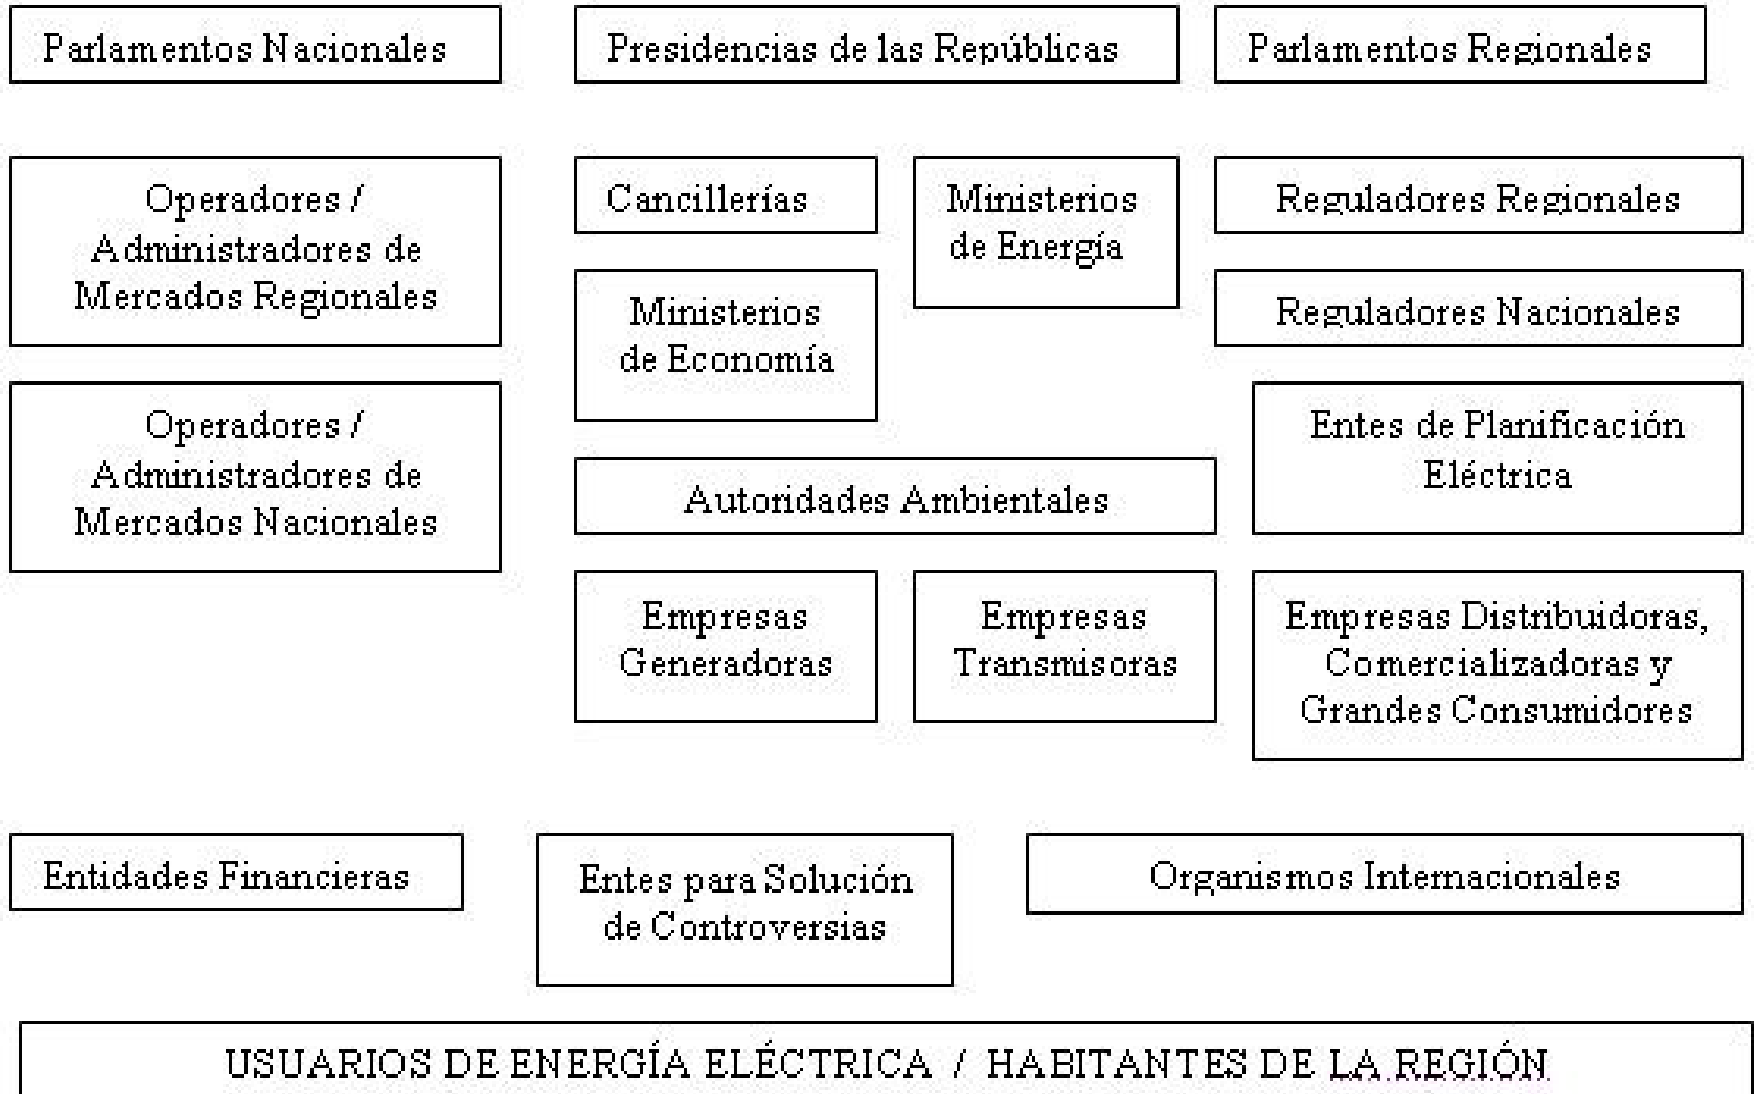 Parlamentos Nacionales
Presidencias de las Repúblicas
Parlamentos Regionales
Operadores /
Administradores de
Mercados Regionales
Cancillerías
Ministerios
de Energía
Reguladores Regionales
Ministerios
de Economía
Reguladores Nacionales
Operadores /
Administradores de
Mercados Nacionales
Entes de Planificación
Eléctrica
Autoridades Ambientales
Empresas
Generadoras
Empresas
Transmisoras
Empresas Distribuidoras,
Comercializadoras y
Grandes Consumidores
Entidades Financieras
Entes para Solución
de Controversias
Organismos Internacionales
USUARIOS DE ENERGÍA ELÉCTRICA / HABITANTES DE LA REGIÓN